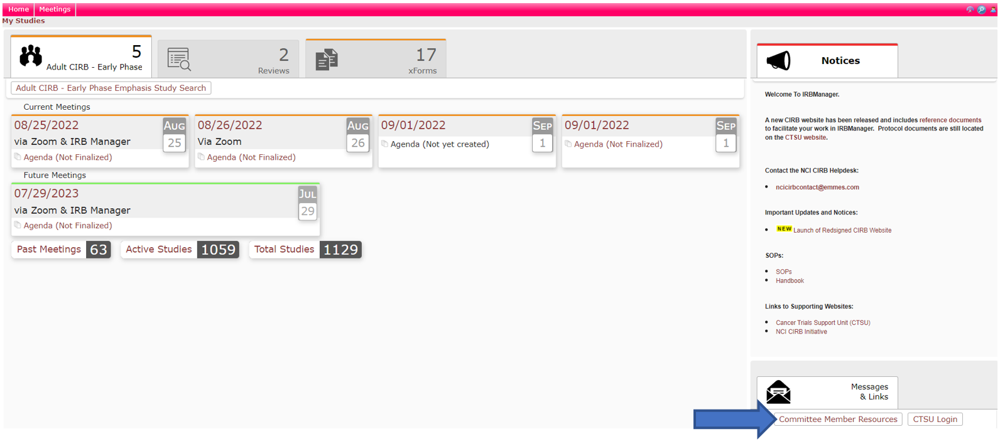 Home Meetings
My Studies
5
Adult CIRB - Early Phase
2
Reviews
17
xForms
Adult CIRB - Early Phase Emphasis Study Search
Current Meetings
08/25/2022
AUG
25
via Zoom & IRB Manager
Agenda (Not Finalized)
08/26/2022
AUG
26
Via Zoom
Agenda (Not Finalized)
09/01/2022
SEP
1
Agenda (Not yet created)
09/01/2022
SEP
1
Agenda (Not Finalized)
Future Meetings
07/29/2023
JUL
29
via Zoom & IRB Manager
Agenda (Not Finalized)
Past Meetings 63
Active Studies 1059
Total Studies 1129
Notices
Welcome To IRBManager.
A new CIRB website has been released and includes reference documents
to facilitate your work in IRBManager. Protocol documents are still located
on the CTSU website.
Contact the NCI CIRB Helpdesk:
ncicirbcontact@emmes.com
Important Updates and Notices:
NEW Launch of Redsigned CIRB Website
SOPs:
SOPs
Handbook
Links to Supporting Websites:
Cancer Trials Support Unit (CTSU)
NCI CIRB Initiative
Messages
& Links
Committee Member Resources
CTSU Login